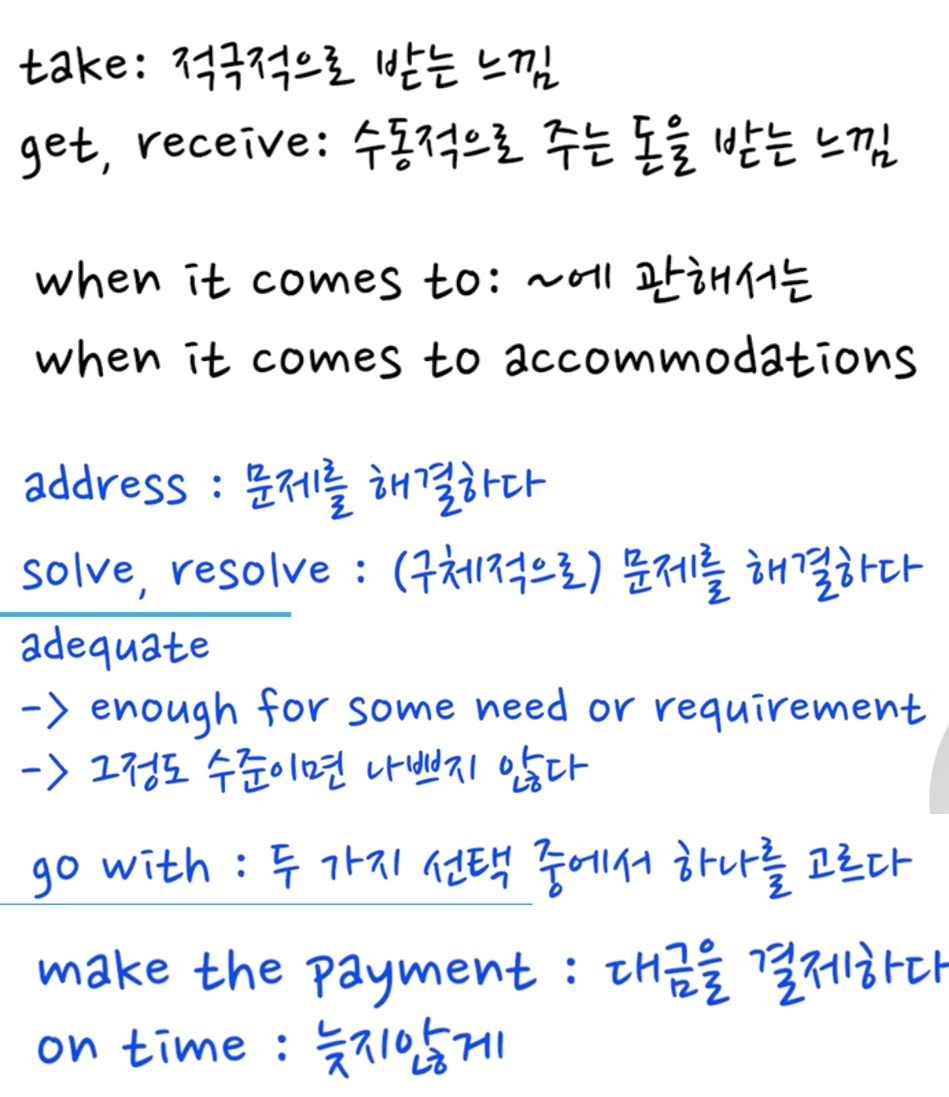 take: 적극적으로 받는 느낌
get, receive: 수동적으로 주는 돈을 받는 느낌
when it comes to: ~에 관해서는
when it comes to accommodations
address : 문제를 해결하다
solve, resolve : (구체적으로) 문제를 해결하다
adequate
-> enough for some need or requirement
-> 그정도 수준이면 나쁘지 않다
go with : 두 가지 선택 중에서 하나를 고르다
make the payment : 대금을 결제하다
on time : 늦지않게